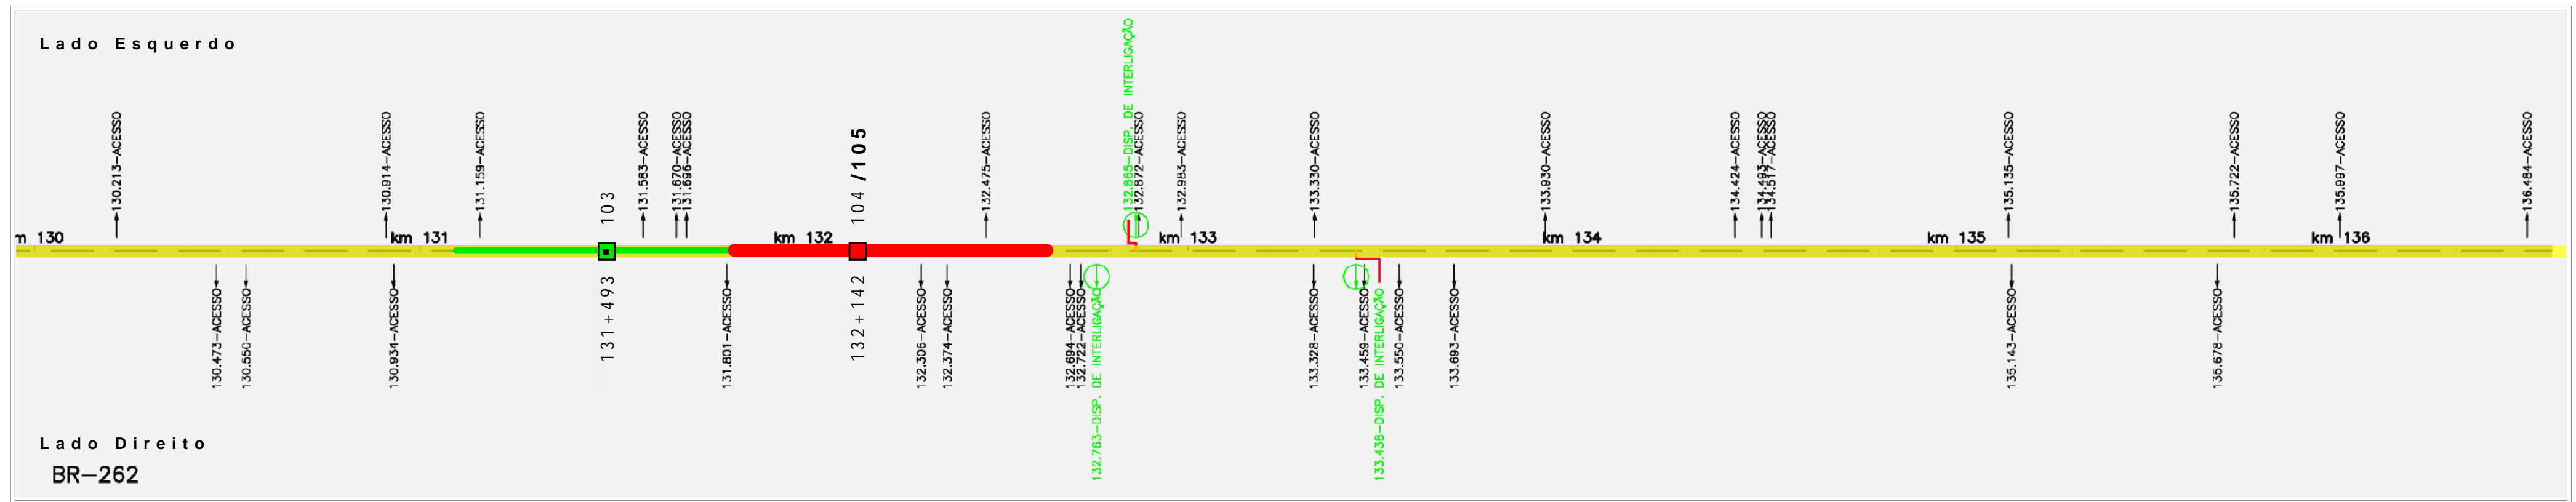 Lado Esquerdo
130.213-ACESSO
130.914-ACESSO
131.159-ACESSO
103
131.583-ACESSO
131.670-ACESSO
131.696-ACESSO
104 /105
132.475-ACESSO
132.865-DISP. DE INTERLIGAÇÃO
132.872-ACESSO
132.983-ACESSO
133.330-ACESSO
133.930-ACESSO
134.424-ACESSO
134.493-ACESSO
134.517-ACESSO
135.135-ACESSO
135.722-ACESSO
135.997-ACESSO
136.484-ACESSO
m 130
km 131
km 132
km 133
km 134
km 135
km 136
130.473-ACESSO
130.550-ACESSO
130.934-ACESSO
131+493
131.801-ACESSO
132+142
132.306-ACESSO
132.374-ACESSO
132.694-ACESSO
132.722-ACESSO
132.763-DISP. DE INTERLIGAÇÃO
133.328-ACESSO
133.459-ACESSO
133.438-DISP. DE INTERLIGAÇÃO
133.550-ACESSO
133.693-ACESSO
135.143-ACESSO
135.678-ACESSO
Lado Direito
BR-262